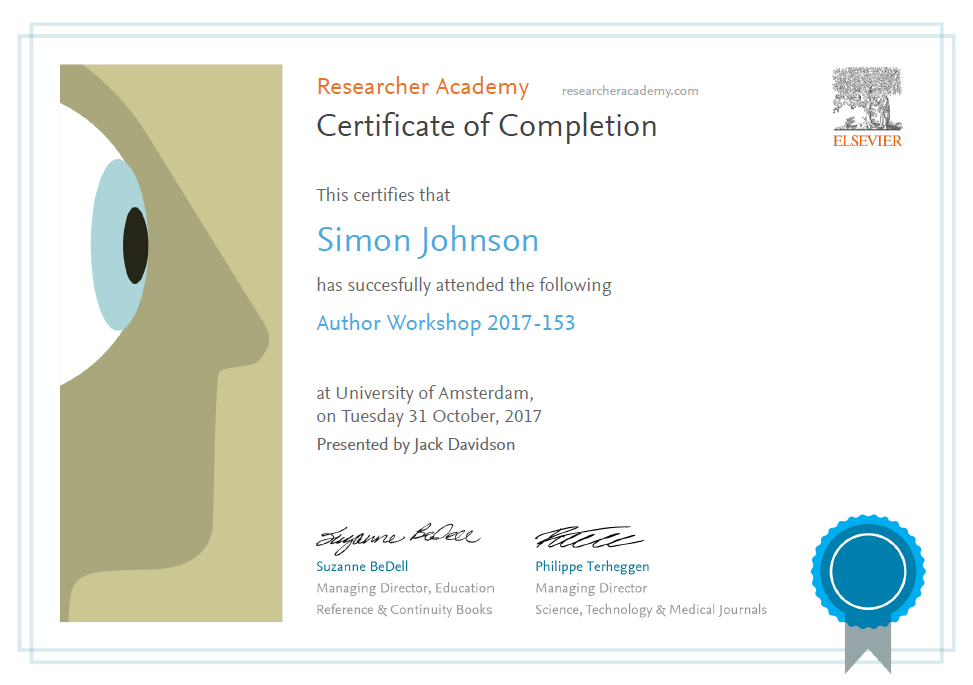 Researcher Academy researcheracademy.com
Certificate of Completion
ELSEVIER
This certifies that
Simon Johnson
has succesfully attended the following
Author Workshop 2017-153
at University of Amsterdam,
on Tuesday 31 October, 2017
Presented by Jack Davidson
Suzanne BeDell
Suzanne BeDell
Managing Director, Education
Reference & Continuity Books
Philippe Terheggen
Managing Director
Science, Technology & Medical Journals